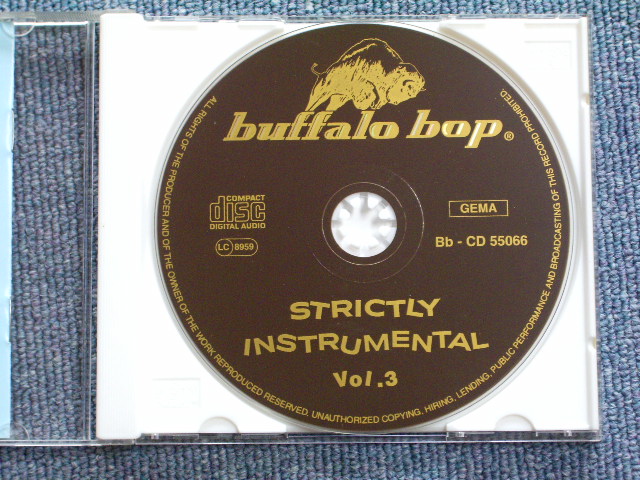 buffalo bop®
COMPACT
disc
DIGITAL AUDIO
GEMA
LC 8959
Bb - CD 55066
STRICTLY
INSTRUMENTAL
Vol.3
ALL RIGHTS OF THE PRODUCER AND OF THE OWNER OF THE WORK REPRODUCED RESERVED. UNAUTHORIZED COPYING, HIRING, LENDING, PUBLIC PERFORMANCE AND BROADCASTING OF THIS RECORD PROHIBITED.